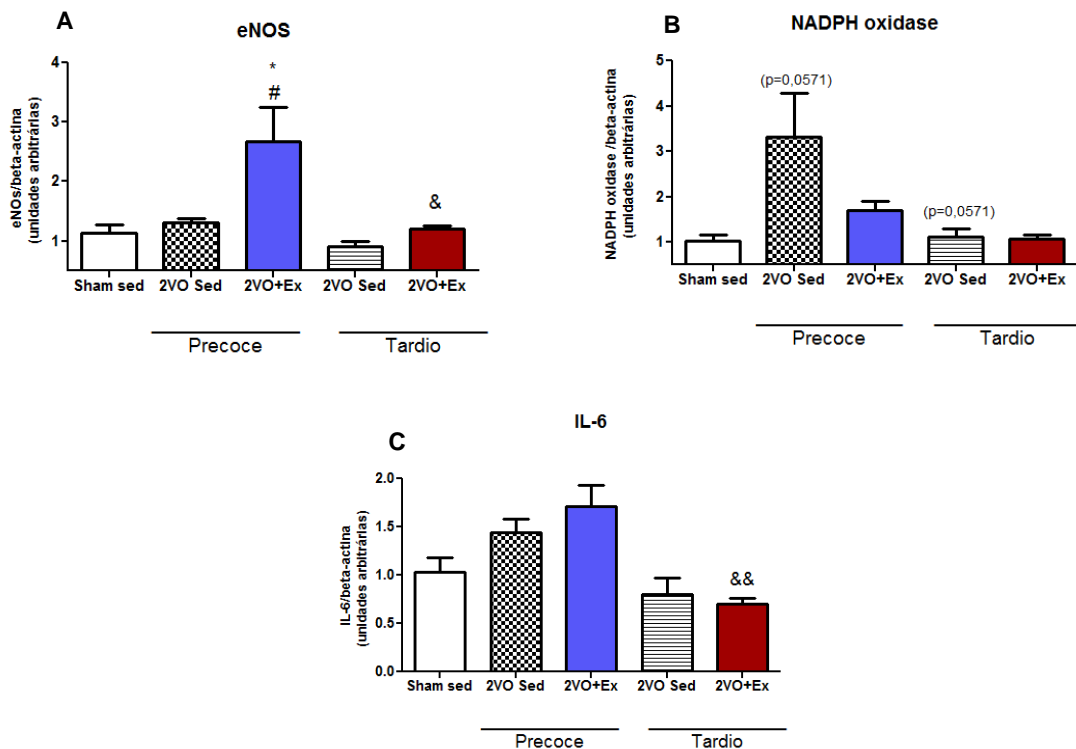 A
eNOS
eNOs/beta-actina
(unidades arbitrárias)
4
3
2
1
*
#
&
Sham sed 2VO Sed 2VO+Ex 2VO Sed 2VO+Ex
Precoce Tardio
B
NADPH oxidase
NADPH oxidase /beta-actina
(unidades arbitrárias)
5
4
3
2
1
(p=0,0571)
(p=0,0571)
Sham sed 2VO Sed 2VO+Ex 2VO Sed 2VO+Ex
Precoce Tardio
C
IL-6
IL-6/beta-actina
(unidades arbitrárias)
2.0
1.5
1.0
0.5
0.0
&&
Sham sed 2VO Sed 2VO+Ex 2VO Sed 2VO+Ex
Precoce Tardio